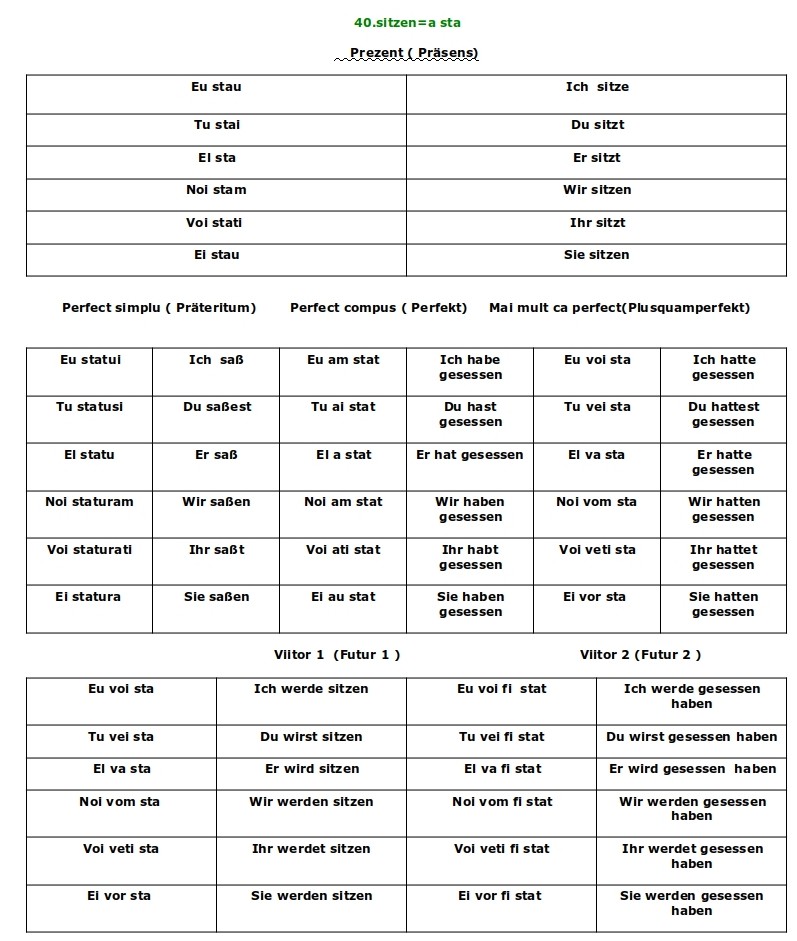 40.sitzen=a sta
Prezent ( Präsens)
Eu stau Ich sitze
Tu stai Du sitzt
El sta Er sitzt
Noi stam Wir sitzen
Voi stati Ihr sitzt
Ei stau Sie sitzen
Perfect simplu ( Präteritum) Perfect compus ( Perfekt) Mai mult ca perfect(Plusquamperfekt)
Eu statui Ich saß Eu am stat Ich habe gesessen Eu voi sta Ich hatte gesessen
Tu statusi Du saßest Tu ai stat Du hast gesessen Tu vei sta Du hattest gesessen
El statu Er saß El a stat Er hat gesessen El va sta Er hatte gesessen
Noi staturam Wir saßen Noi am stat Wir haben gesessen Noi vom sta Wir hatten gesessen
Voi staturati Ihr saßt Voi ati stat Ihr habt gesessen Voi veti sta Ihr hattet gesessen
Ei statura Sie saßen Ei au stat Sie haben gesessen Ei vor sta Sie hatten gesessen
Viitor 1 (Futur 1 ) Viitor 2 (Futur 2 )
Eu voi sta Ich werde sitzen Eu voi fi stat Ich werde gesessen haben
Tu vei sta Du wirst sitzen Tu vei fi stat Du wirst gesessen haben
El va sta Er wird sitzen El va fi stat Er wird gesessen haben
Noi vom sta Wir werden sitzen Noi vom fi stat Wir werden gesessen haben
Voi veti sta Ihr werdet sitzen Voi veti fi stat Ihr werdet gesessen haben
Ei vor sta Sie werden sitzen Ei vor fi stat Sie werden gesessen haben